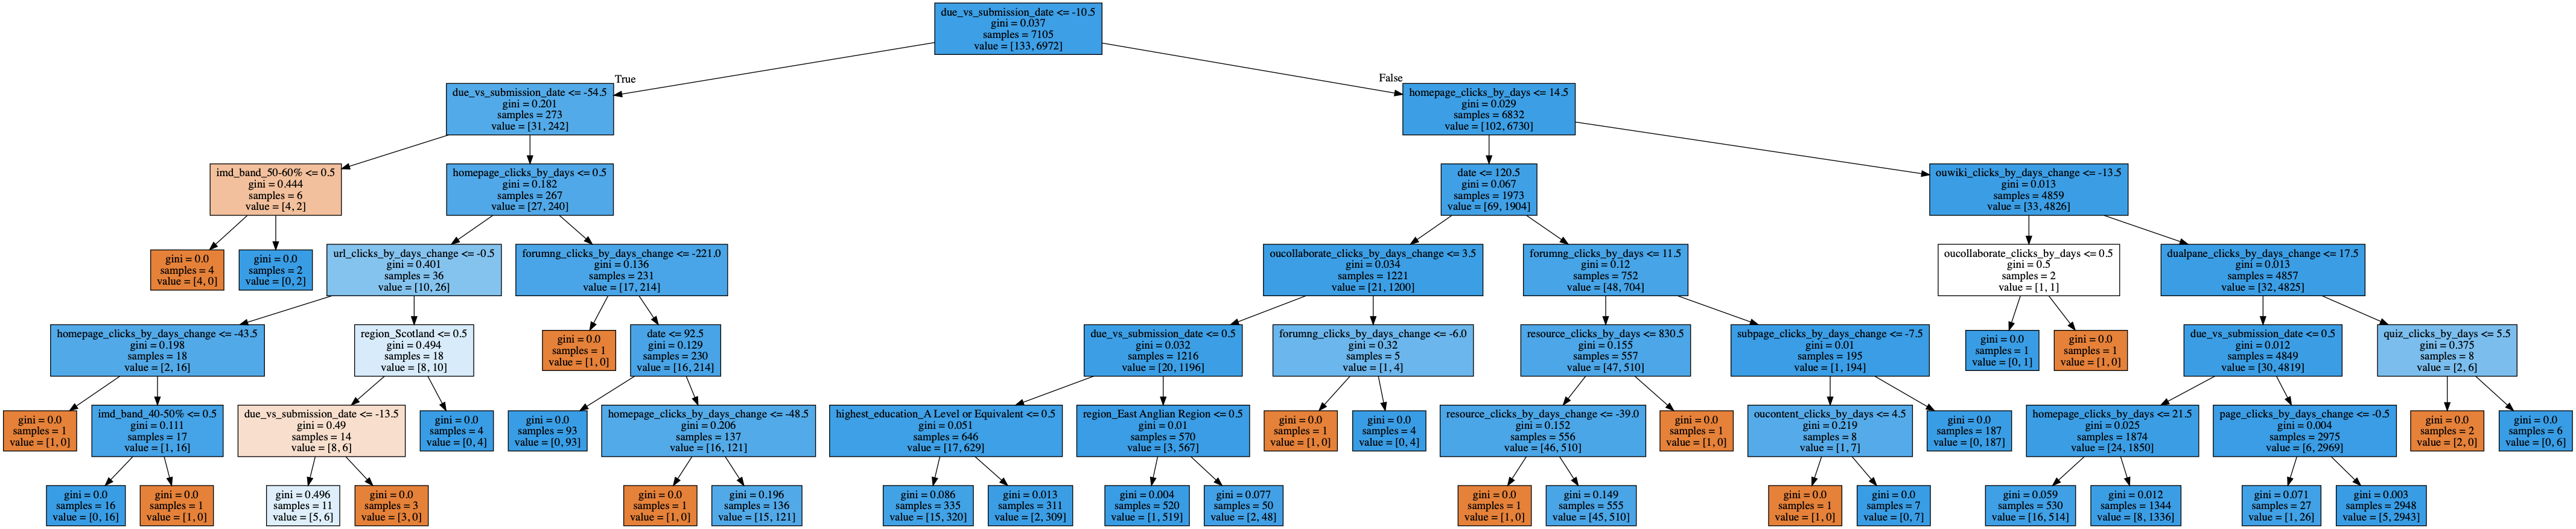 due_vs_submission_date <= -10.5
gini = 0.037
samples = 7105
value = [133, 6972]
True
False
due_vs_submission_date <= -54.5
gini = 0.201
samples = 273
value = [31, 242]
homepage_clicks_by_days <= 14.5
gini = 0.029
samples = 6832
value = [102, 6730]
imd_band_50-60% <= 0.5
gini = 0.444
samples = 6
value = [4, 2]
homepage_clicks_by_days <= 0.5
gini = 0.182
samples = 267
value = [27, 240]
date <= 120.5
gini = 0.067
samples = 1973
value = [69, 1904]
ouwiki_clicks_by_days_change <= -13.5
gini = 0.013
samples = 4859
value = [33, 4826]
gini = 0.0
samples = 4
value = [4, 0]
gini = 0.0
samples = 2
value = [0, 2]
url_clicks_by_days_change <= -0.5
gini = 0.401
samples = 36
value = [10, 26]
forumng_clicks_by_days_change <= -221.0
gini = 0.136
samples = 231
value = [17, 214]
oucollaborate_clicks_by_days_change <= 3.5
gini = 0.034
samples = 1221
value = [21, 1200]
forumng_clicks_by_days <= 11.5
gini = 0.12
samples = 752
value = [48, 704]
oucollaborate_clicks_by_days <= 0.5
gini = 0.5
samples = 2
value = [1, 1]
dualpane_clicks_by_days_change <= 17.5
gini = 0.013
samples = 4857
value = [32, 4825]
homepage_clicks_by_days_change <= -43.5
gini = 0.198
samples = 18
value = [2, 16]
region_Scotland <= 0.5
gini = 0.494
samples = 18
value = [8, 10]
gini = 0.0
samples = 1
value = [1, 0]
date <= 92.5
gini = 0.129
samples = 230
value = [16, 214]
due_vs_submission_date <= 0.5
gini = 0.032
samples = 1216
value = [20, 1196]
forumng_clicks_by_days_change <= -6.0
gini = 0.32
samples = 5
value = [1, 4]
resource_clicks_by_days <= 830.5
gini = 0.155
samples = 557
value = [47, 510]
subpage_clicks_by_days_change <= -7.5
gini = 0.01
samples = 195
value = [1, 194]
gini = 0.0
samples = 1
value = [0, 1]
gini = 0.0
samples = 1
value = [1, 0]
due_vs_submission_date <= 0.5
gini = 0.012
samples = 4849
value = [30, 4819]
quiz_clicks_by_days <= 5.5
gini = 0.375
samples = 8
value = [2, 6]
gini = 0.0
samples = 1
value = [1, 0]
imd_band_40-50% <= 0.5
gini = 0.111
samples = 17
value = [1, 16]
due_vs_submission_date <= -13.5
gini = 0.49
samples = 14
value = [8, 6]
gini = 0.0
samples = 4
value = [0, 4]
gini = 0.0
samples = 93
value = [0, 93]
homepage_clicks_by_days_change <= -48.5
gini = 0.206
samples = 137
value = [16, 121]
highest_education_A Level or Equivalent <= 0.5
gini = 0.051
samples = 646
value = [17, 629]
region_East Anglian Region <= 0.5
gini = 0.01
samples = 570
value = [3, 567]
gini = 0.0
samples = 1
value = [1, 0]
gini = 0.0
samples = 4
value = [0, 4]
resource_clicks_by_days_change <= -39.0
gini = 0.152
samples = 556
value = [46, 510]
gini = 0.0
samples = 1
value = [1, 0]
oucontent_clicks_by_days <= 4.5
gini = 0.219
samples = 8
value = [1, 7]
gini = 0.0
samples = 187
value = [0, 187]
homepage_clicks_by_days <= 21.5
gini = 0.025
samples = 1874
value = [24, 1850]
page_clicks_by_days_change <= -0.5
gini = 0.004
samples = 2975
value = [6, 2969]
gini = 0.0
samples = 2
value = [2, 0]
gini = 0.0
samples = 6
value = [0, 6]
gini = 0.0
samples = 16
value = [0, 16]
gini = 0.0
samples = 1
value = [1, 0]
gini = 0.496
samples = 11
value = [5, 6]
gini = 0.0
samples = 3
value = [3, 0]
gini = 0.0
samples = 1
value = [1, 0]
gini = 0.196
samples = 136
value = [15, 121]
gini = 0.086
samples = 335
value = [15, 320]
gini = 0.013
samples = 311
value = [2, 309]
gini = 0.004
samples = 520
value = [1, 519]
gini = 0.077
samples = 50
value = [2, 48]
gini = 0.0
samples = 1
value = [1, 0]
gini = 0.149
samples = 555
value = [45, 510]
gini = 0.0
samples = 1
value = [1, 0]
gini = 0.0
samples = 7
value = [0, 7]
gini = 0.059
samples = 530
value = [16, 514]
gini = 0.012
samples = 1344
value = [8, 1336]
gini = 0.071
samples = 27
value = [1, 26]
gini = 0.003
samples = 2948
value = [5, 2943]